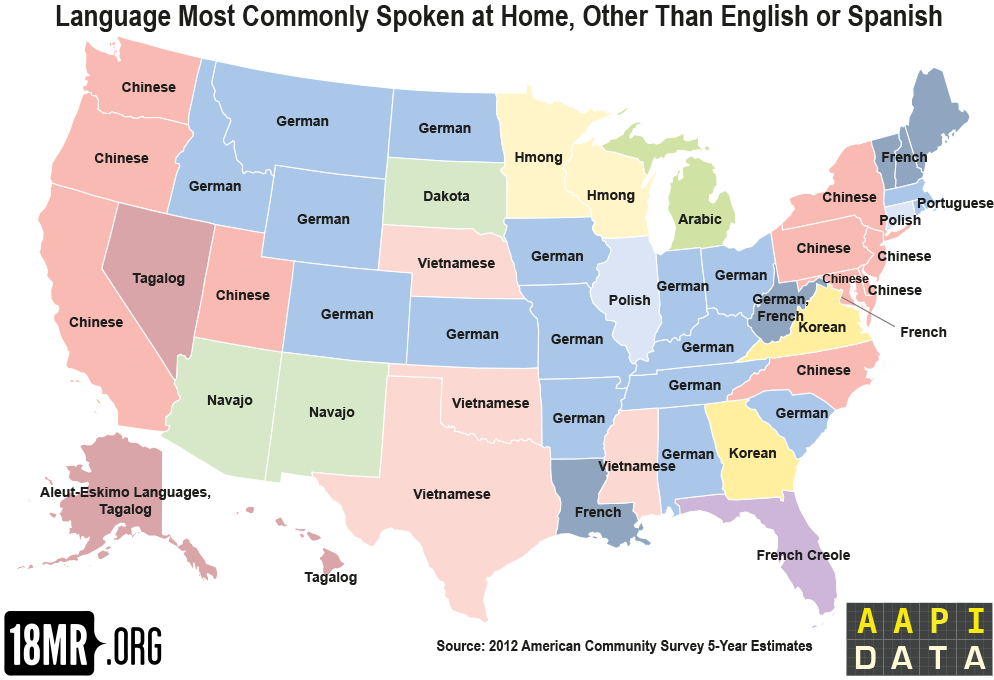 Language Most Commonly Spoken at Home, Other Than English or Spanish
Chinese
German
German
Chinese
Hmong
French
German
Dakota
Hmong
Chinese
Portuguese
German
Arabic
Polish
Vietnamese
German
Chinese
Chinese
Tagalog
Chinese
German
German
Chinese
Chinese
Polish
German,
French
Chinese
German
German
German
Korean
French
German
Chinese
Navajo
Navajo
Vietnamese
German
German
German
Vietnamese
German
Korean
Aleut-Eskimo Languages,
Tagalog
Vietnamese
French
French Creole
Tagalog
18MR.ORG
Source: 2012 American Community Survey 5-Year Estimates
AAPI
DATA